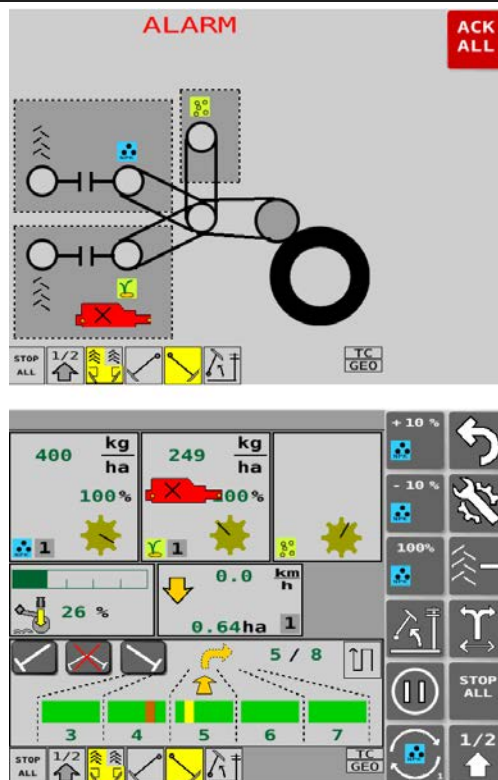 ALARM
ACK
ALL
STOP
ALL
1/2
TC
GEO
+ 10 %
400 kg
ha
249 kg
ha
100%
00%
1
1
- 10 %
100%
26 %
0.0 km
h
0.64ha 1
5 / 8
3 4 5 6 7
STOP
ALL
1/2
STOP
ALL
1/2
TC
GEO